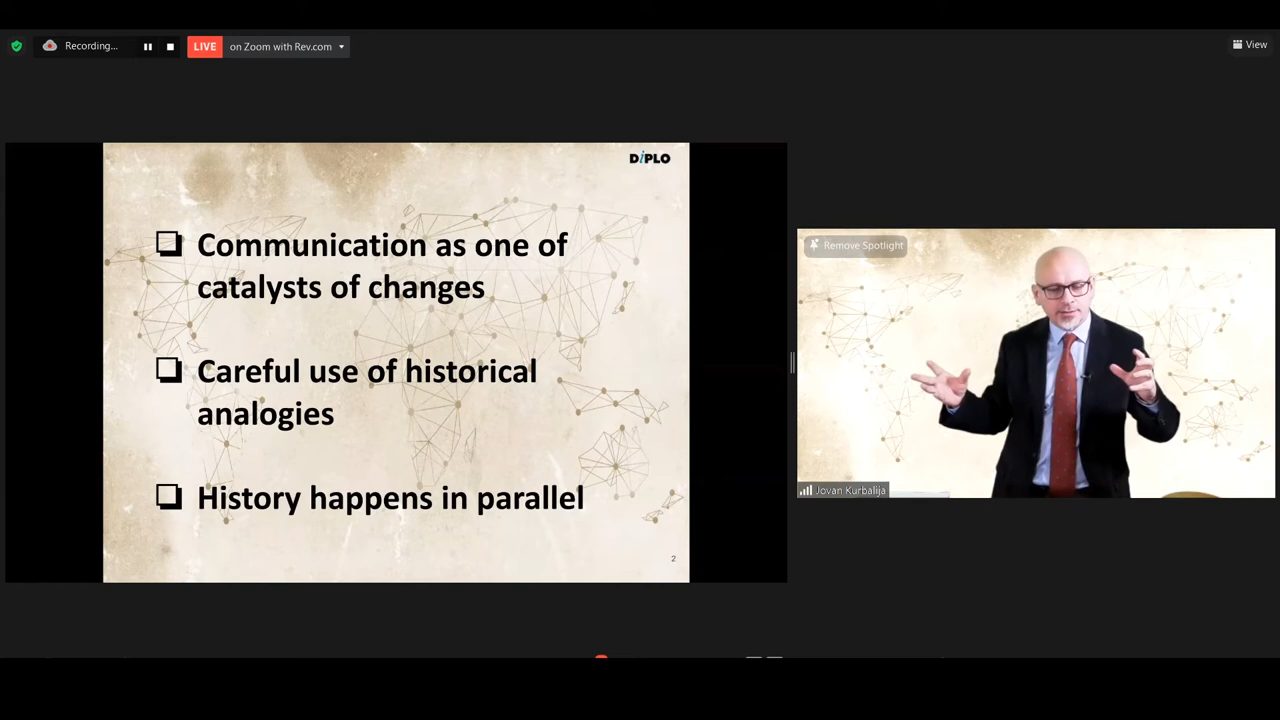 Recording...
LIVE
on Zoom with Rev.com
View
DiPLO
Communication as one of
catalysts of changes
Careful use of historical
analogies
History happens in parallel
2
Remove Spotlight
Jovan Kurbalija